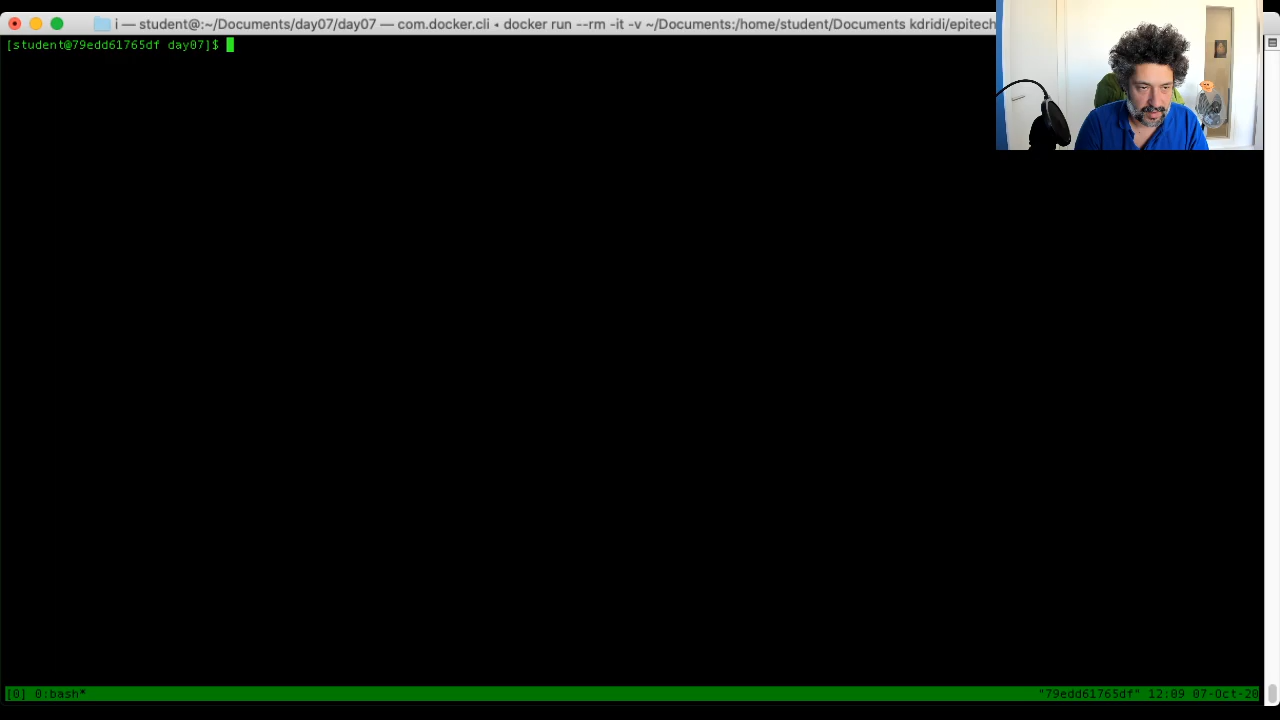 i — student@:~/Documents/day07/day07 — com.docker.cli ◂ docker run --rm -it -v ~/Documents:/home/student/Documents kdridi/epitech
[student@79edd61765df day07]$
[0] 0:bash* "79edd61765df" 12:09 07-Oct-20